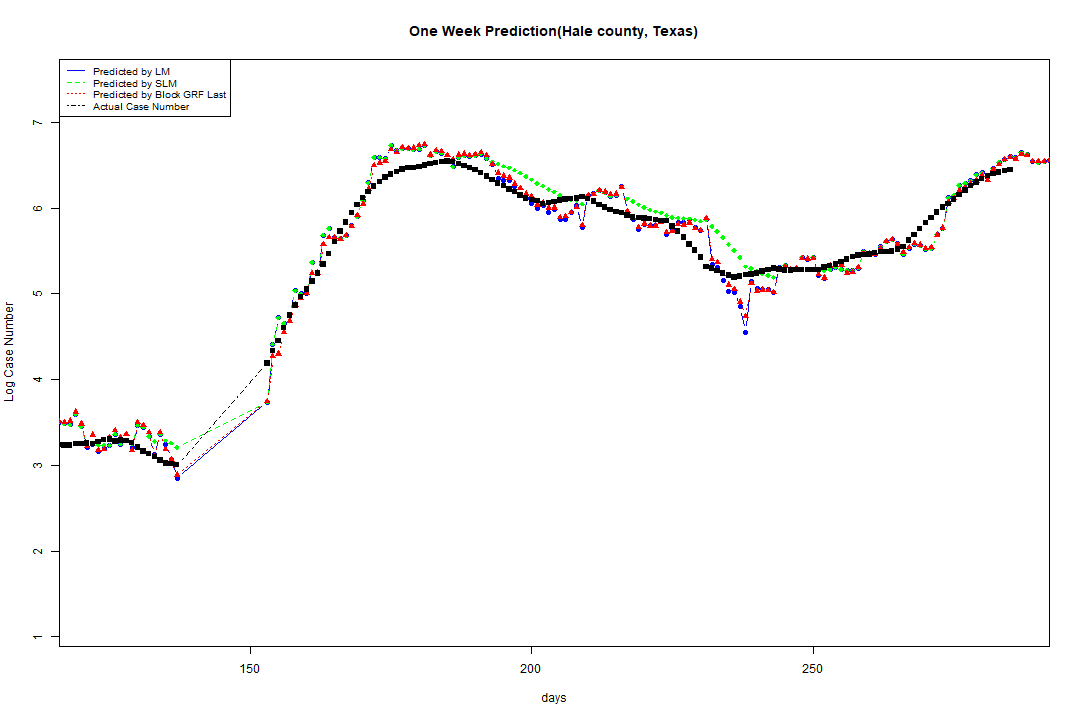 One Week Prediction(Hale county, Texas)
Predicted by LM
Predicted by SLM
Predicted by Block GRF Last
Actual Case Number
7
6
5
4
3
2
1
Log Case Number
150
200
250
days